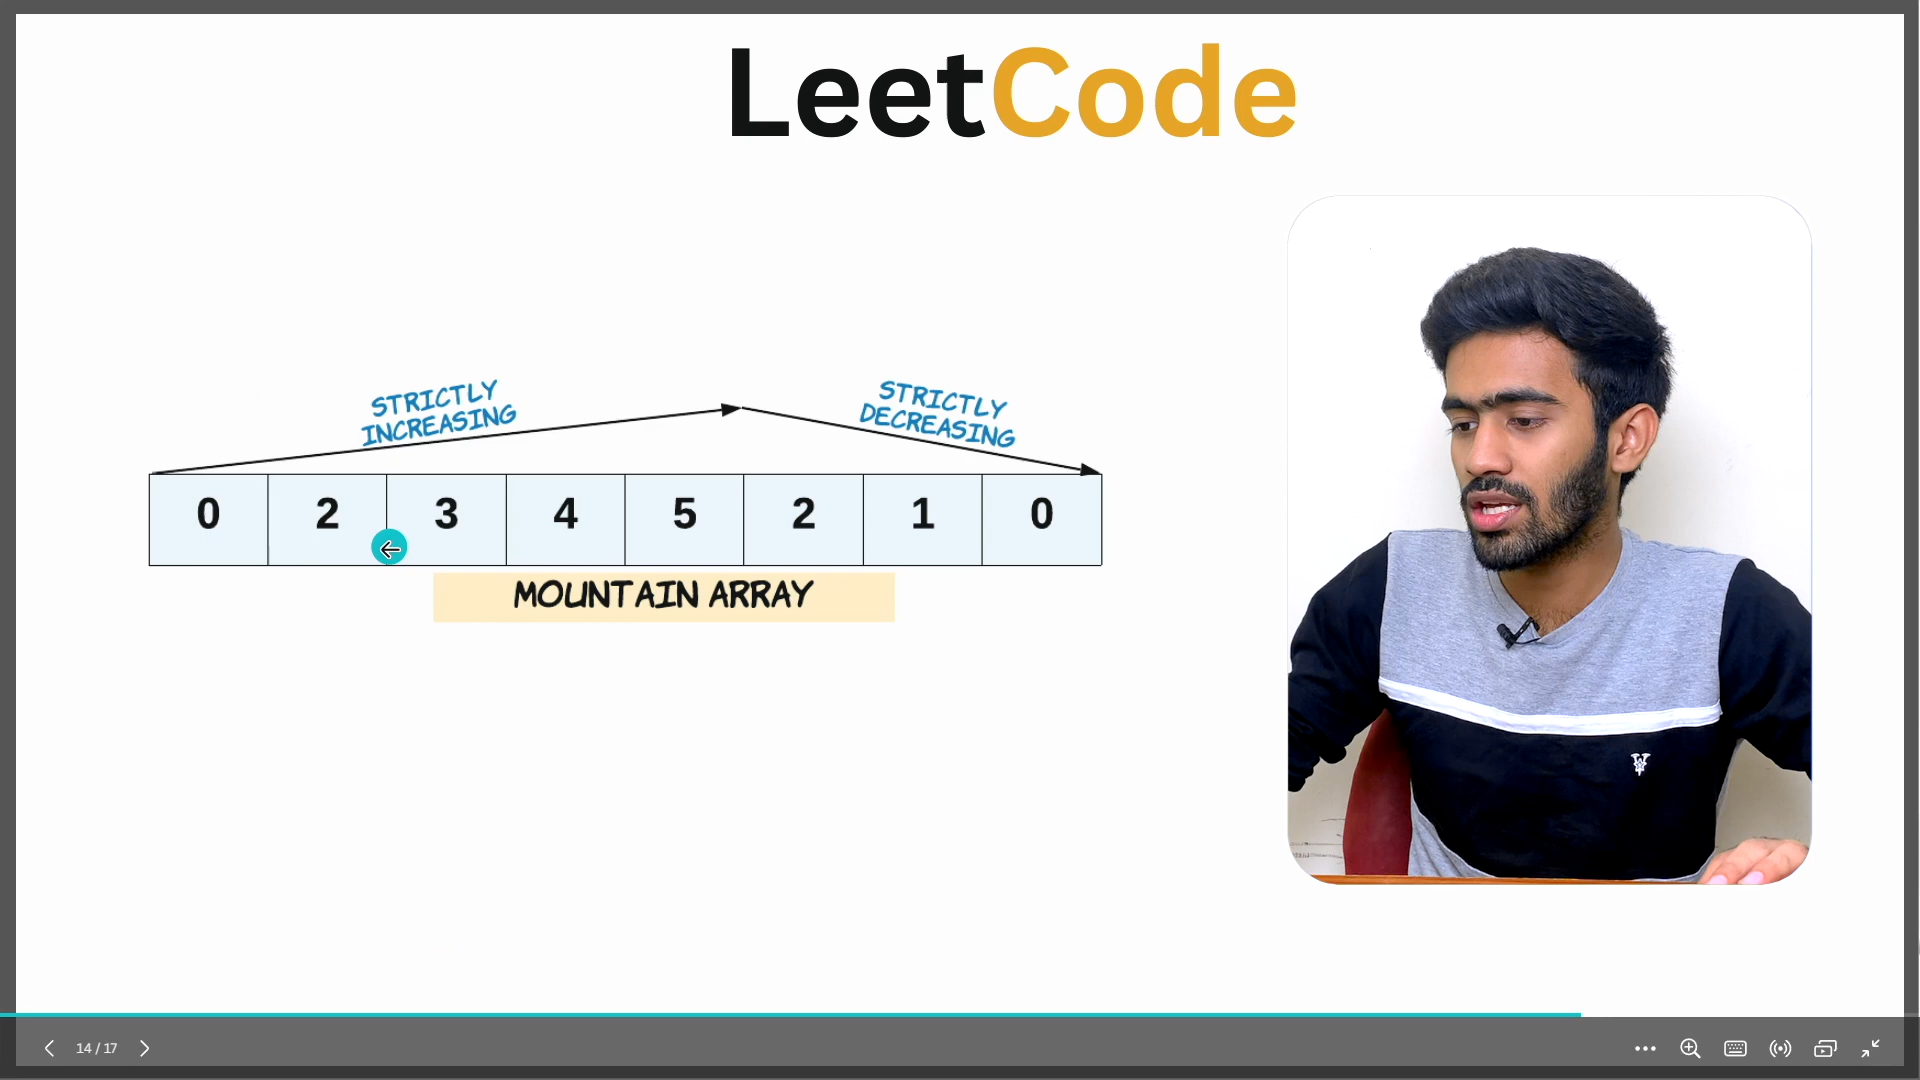 LeetCode
STRICTLY
INCREASING
STRICTLY
DECREASING
0 2 3 4 5 2 1 0
MOUNTAIN ARRAY
14 / 17